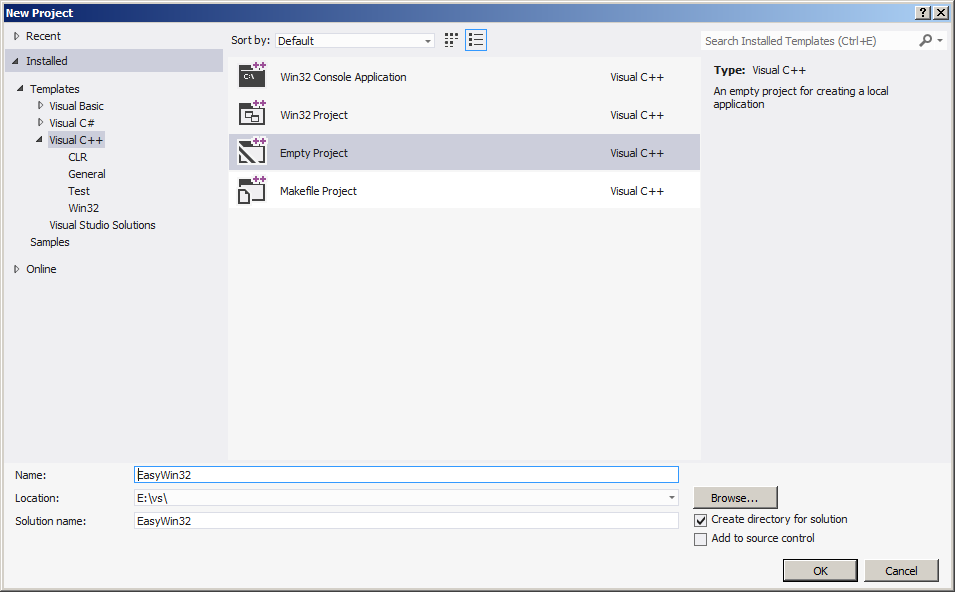 New Project
Recent
Installed
Templates
Visual Basic
Visual C#
Visual C++
CLR
General
Test
Win32
Visual Studio Solutions
Samples
Online
Sort by: Default
Win32 Console Application Visual C++
Win32 Project Visual C++
Empty Project Visual C++
Makefile Project Visual C++
Search Installed Templates (Ctrl+E)
Type: Visual C++
An empty project for creating a local
application
Name: EasyWin32
Location: E:\vs\ Browse...
Solution name: EasyWin32
Create directory for solution
Add to source control
OK Cancel